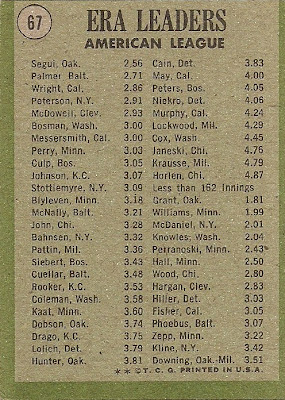 67
ERA LEADERS
AMERICAN LEAGUE
Segui, Oak. 2.56
Palmer Balt. 2.71
Wright, Cal. 2.86
Peterson, N.Y. 2.91
McDowell, Clev. 2.93
Bosman, Wash. 3.00
Messersmith, Cal. 3.00
Perry, Minn. 3.03
Culp, Bos. 3.05
Johnson, K.C. 3.07
Stottlemyre, N.Y. 3.09
Blyleven, Minn. 3.18
McNally, Balt. 3.21
John, Chi. 3.28
Bahnsen, N.Y. 3.32
Pattin, Mil. 3.36
Siebert, Bos. 3.43
Cuellar, Balt. 3.48
Rooker, K.C. 3.53
Coleman, Wash. 3.58
Kaat, Minn. 3.60
Dobson, Oak. 3.74
Drago, K.C. 3.75
Lolich, Det. 3.79
Hunter, Oak. 3.81
Cain, Det. 3.83
May, Cal. 4.00
Peters, Bos. 4.05
Niekro, Det. 4.06
Murphy, Cal. 4.24
Lockwood, Mil. 4.29
Cox, Wash. 4.45
Janeski, Chi. 4.76
Krausse, Mil. 4.79
Horlen, Chi. 4.87
Less than 162 Innings
Grant, Oak. 1.81
Williams, Minn. 1.99
McDaniel, N.Y. 2.01
Knowles, Wash. 2.04
Perranoski, Minn. 2.43
Hall, Minn. 2.50
Wood, Chi. 2.80
Hargan, Clev. 2.83
Hiller, Det. 3.03
Fisher, Cal. 3.05
Phoebus, Balt. 3.07
Zepp, Minn. 3.22
Kline, N.Y. 3.42
Downing, Oak.-Mil. 3.51
** © T. C. G. PRINTED IN U.S.A.